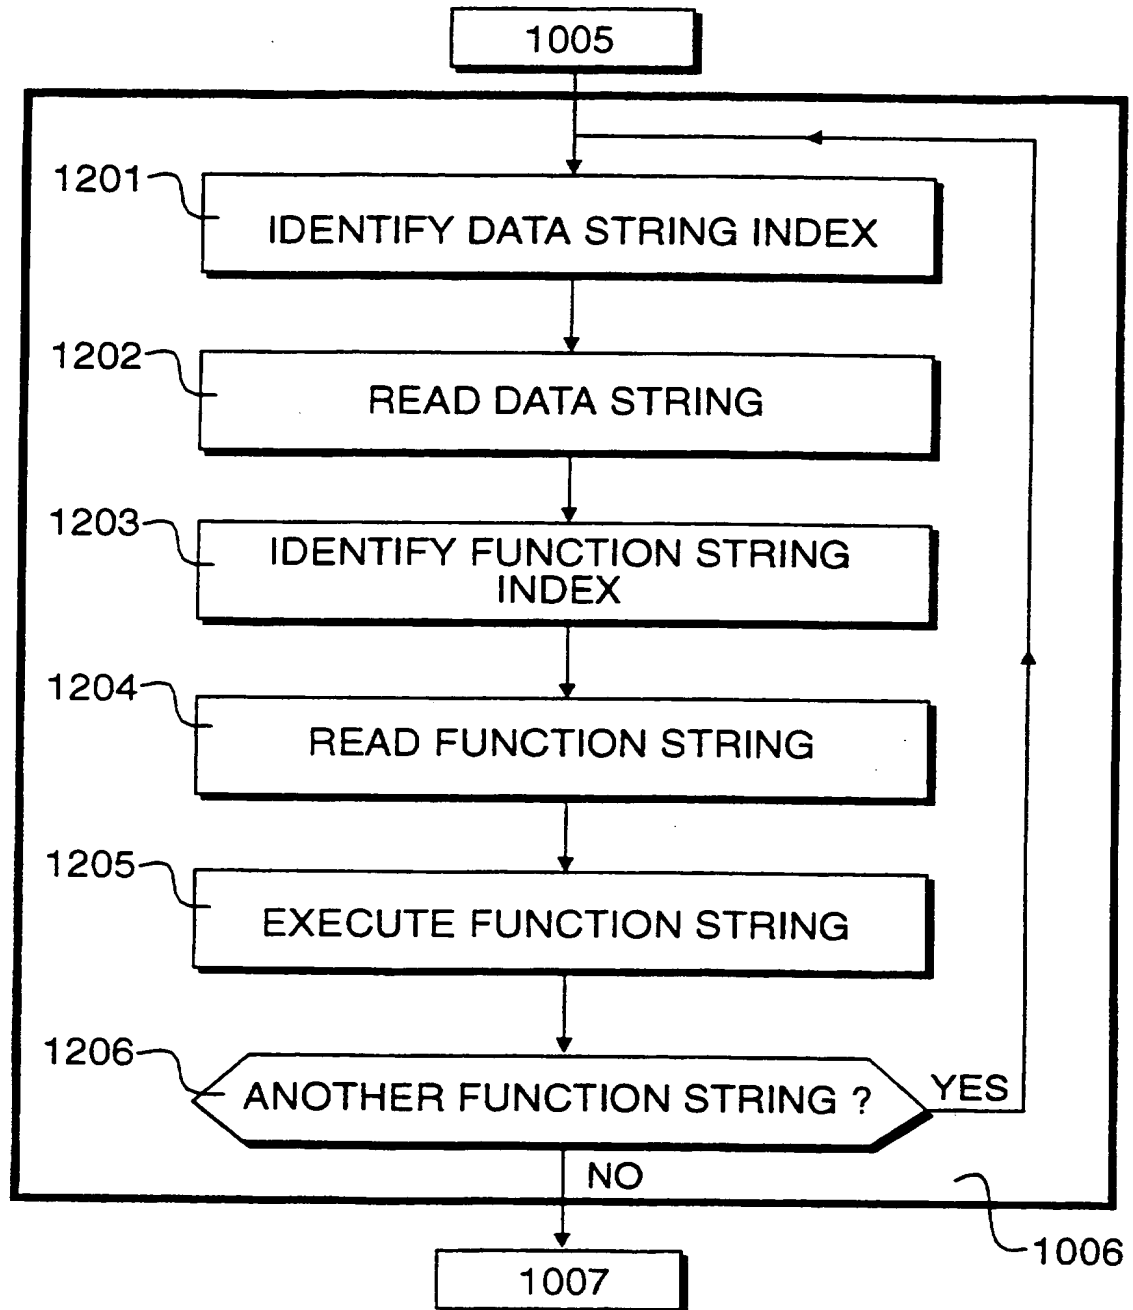 1005
1201
IDENTIFY DATA STRING INDEX
1202
READ DATA STRING
1203
IDENTIFY FUNCTION STRING
INDEX
1204
READ FUNCTION STRING
1205
EXECUTE FUNCTION STRING
1206
ANOTHER FUNCTION STRING ?
YES
NO
1006
1007